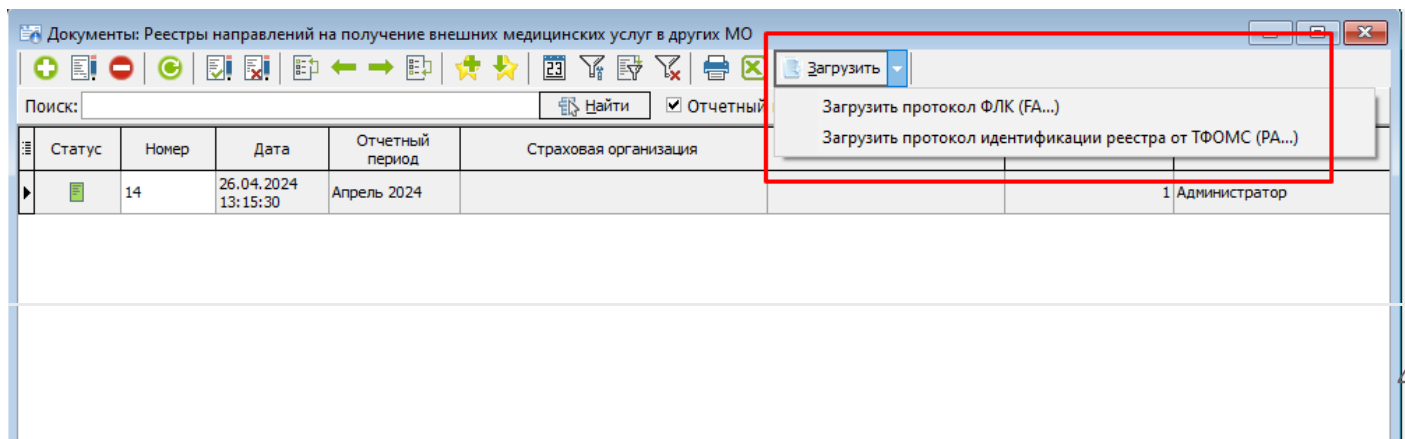 Документы: Реестры направлений на получение внешних медицинских услуг в других МО
23
Загрузить
Поиск:
Найти
Отчетный
Загрузить протокол ФЛК (FA...)
Загрузить протокол идентификации реестра от ТФОМС (PA...)
Статус
Номер
Дата
Отчетный
период
Страховая организация
14
26.04.2024
13:15:30
Апрель 2024
1
Администратор